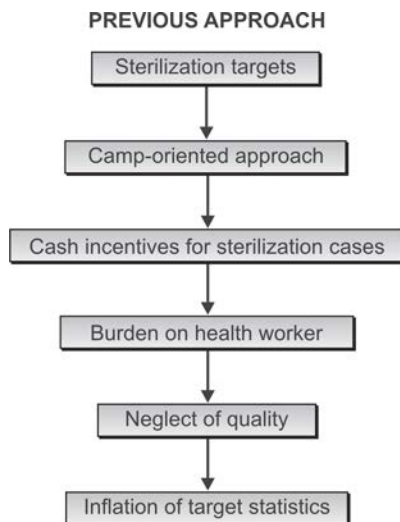 PREVIOUS APPROACH
Sterilization targets
Camp-oriented approach
Cash incentives for sterilization cases
Burden on health worker
Neglect of quality
Inflation of target statistics